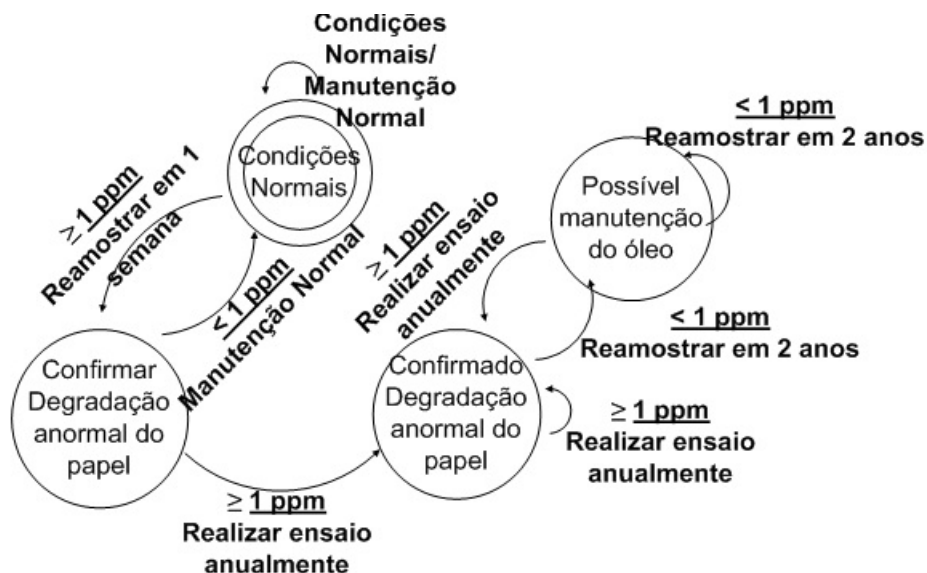 Condições
Normais/
Manutenção
Normal
Condições
Normais
≥ 1 ppm
Reamostrar em 1
semana
< 1 ppm
Manutenção Normal
Confirmar
Degradação
anormal do
papel
≥ 1 ppm
Realizar ensaio
anualmente
≥ 1 ppm
Realizar ensaio
anualmente
Confirmado
Degradação
anormal do
papel
≥ 1 ppm
Realizar ensaio
anualmente
< 1 ppm
Reamostrar em 2 anos
Possível
manutenção
do óleo
< 1 ppm
Reamostrar em 2 anos